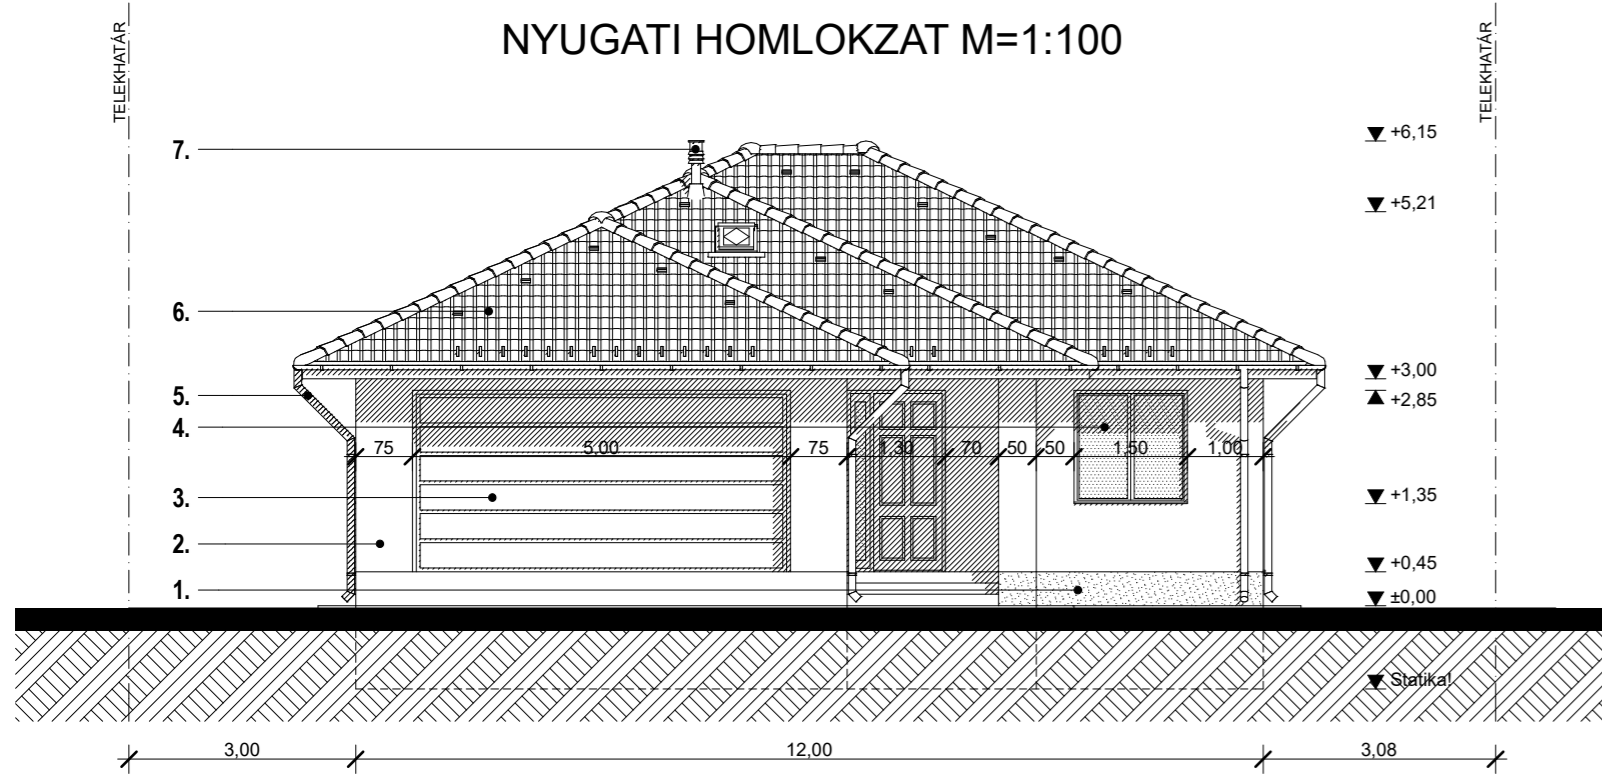 NYUGATI HOMLOKZAT M=1:100
TELEKHATÁR
TELEKHATÁR
7.
+6,15
+5,21
6.
+3,00
5.
+2,85
4.
75 5,00 75 1,30 70 50 50 1,50 1,00
3.
+1,35
2.
+0,45
1.
±0,00
Statika!
3,00 12,00 3,08